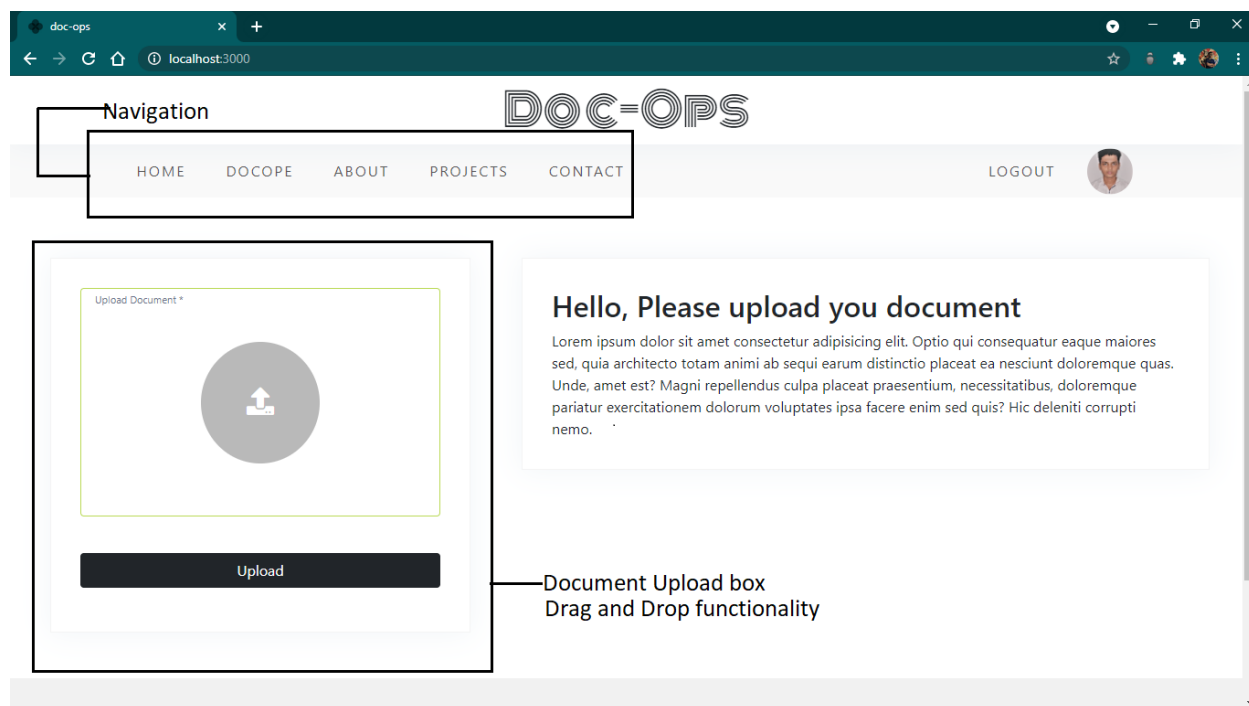 doc-ops
localhost:3000
Navigation
Doc-Ops
HOME DOCOPE ABOUT PROJECTS CONTACT LOGOUT
Upload Document *
Upload
Hello, Please upload you document
Lorem ipsum dolor sit amet consectetur adipisicing elit. Optio qui consequatur eaque maiores
sed, quia architecto totam animi ab sequi earum distinctio placeat ea nesciunt doloremque quas.
Unde, amet est? Magni repellendus culpa placeat praesentium, necessitatibus, doloremque
pariatur exercitationem dolorum voluptates ipsa facere enim sed quis? Hic deleniti corrupti
nemo.
Document Upload box
Drag and Drop functionality